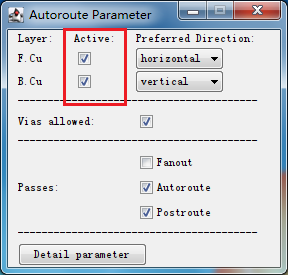 Autoroute Parameter
Layer: Active: Preferred Direction:
F.Cu horizontal
B.Cu vertical
Vias allowed:
Fanout
Passes: Autoroute
Postroute
Detail parameter